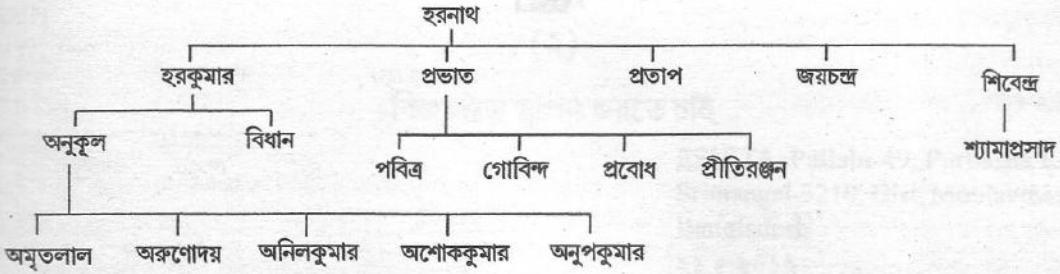 হরনাথ
হরকুমার প্রভাত প্রতাপ জয়চন্দ্র শিবেন্দ্র
অনুকূল বিধান পবিত্র গোবিন্দ প্রবোধ প্রীতিরঞ্জন শ্যামাপ্রসাদ
অমৃতলাল অরুণোদয় অনিলকুমার অশোককুমার অনুপকুমার